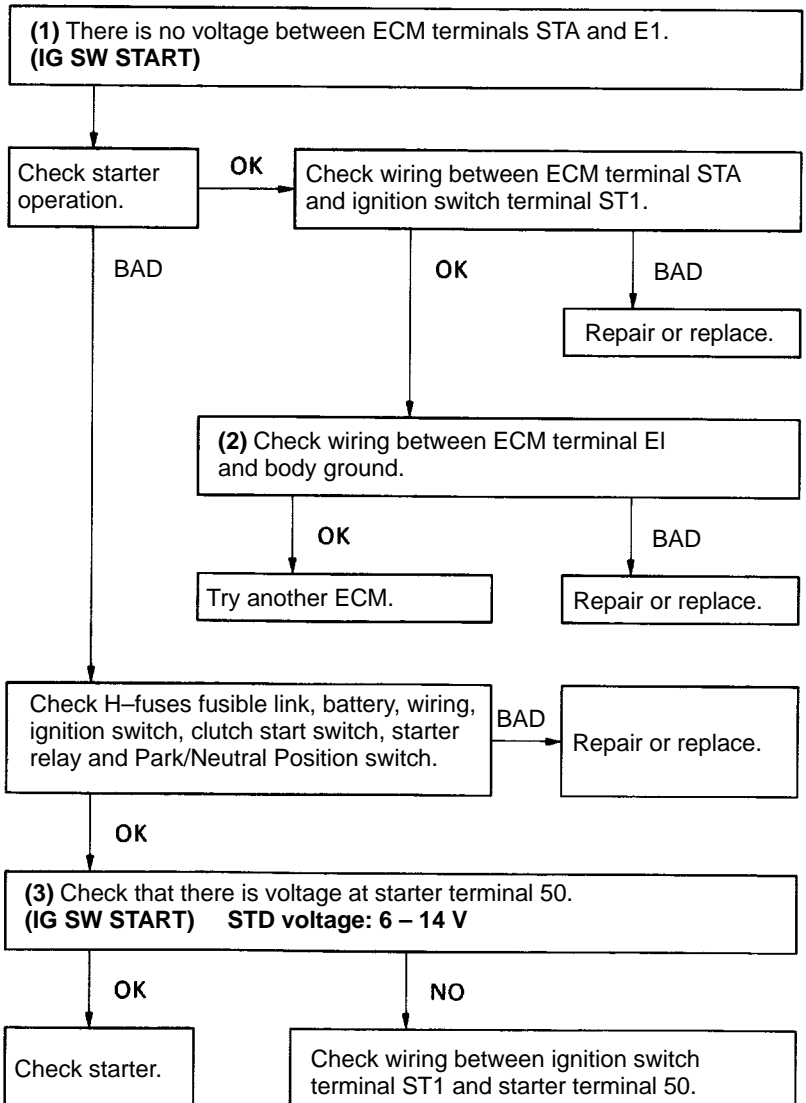 (1) There is no voltage between ECM terminals STA and E1.
(IG SW START)
Check starter
operation.
OK
Check wiring between ECM terminal STA
and ignition switch terminal ST1.
BAD
OK
BAD
Repair or replace.
(2) Check wiring between ECM terminal EI
and body ground.
OK
BAD
Try another ECM.
Repair or replace.
Check H–fuses fusible link, battery, wiring,
ignition switch, clutch start switch, starter
relay and Park/Neutral Position switch.
BAD
Repair or replace.
OK
(3) Check that there is voltage at starter terminal 50.
(IG SW START) STD voltage: 6 – 14 V
OK
NO
Check starter.
Check wiring between ignition switch
terminal ST1 and starter terminal 50.